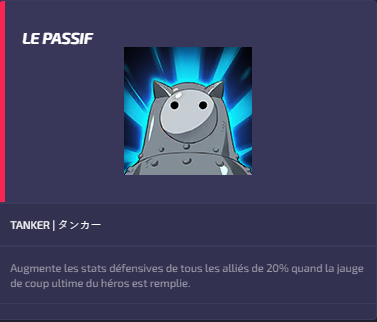 LE PASSIF
TANKER | タンカー
Augmente les stats défensives de tous les alliés de 20% quand la jauge
de coup ultime du héros est remplie.